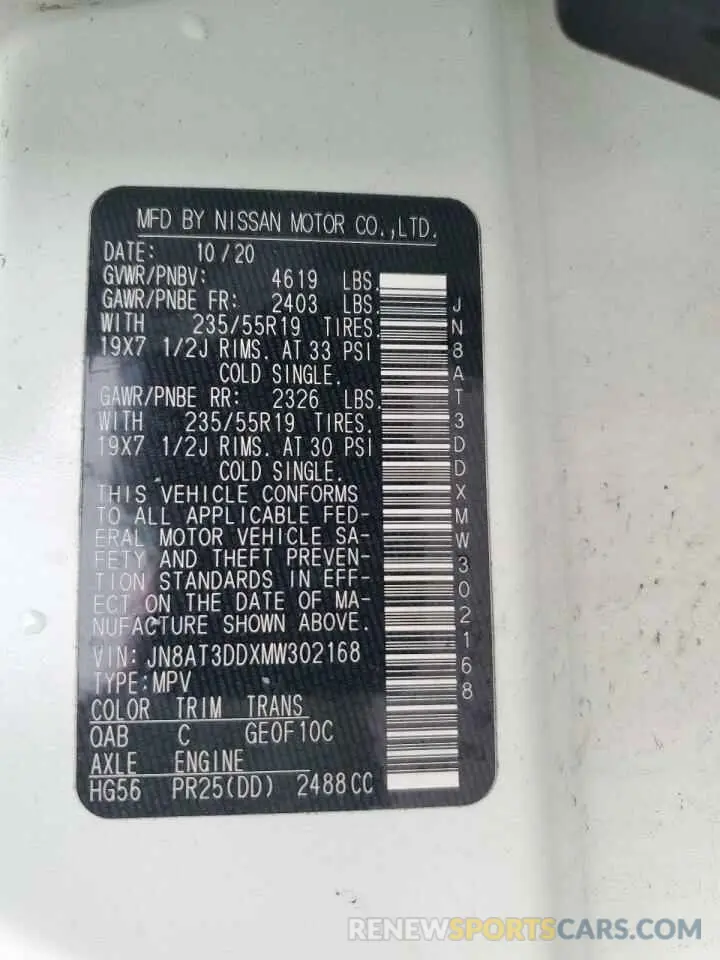 MFD BY NISSAN MOTOR CO.,LTD.
DATE: 10/20
GVWR/PNBV: 4619 LBS.
GAWR/PNBE FR: 2403 LBS.
WITH 235/55R19 TIRES.
19X7 1/2J RIMS. AT 33 PSI
COLD SINGLE.
GAWR/PNBE RR: 2326 LBS.
WITH 235/55R19 TIRES.
19X7 1/2J RIMS. AT 30 PSI
COLD SINGLE.
THIS VEHICLE CONFORMS
TO ALL APPLICABLE FED-
ERAL MOTOR VEHICLE SA-
FETY AND THEFT PREVEN-
TION STANDARDS IN EFF-
ECT ON THE DATE OF MA-
NUFACTURE SHOWN ABOVE.
VIN: JN8AT3DDXMW302168
TYPE:MPV
COLOR TRIM TRANS
QAB C GE0F10C
AXLE ENGINE
HG56 PR25(DD) 2488CC
JN8AT3DDXMW302168
RENEWSPORTSCARS.COM